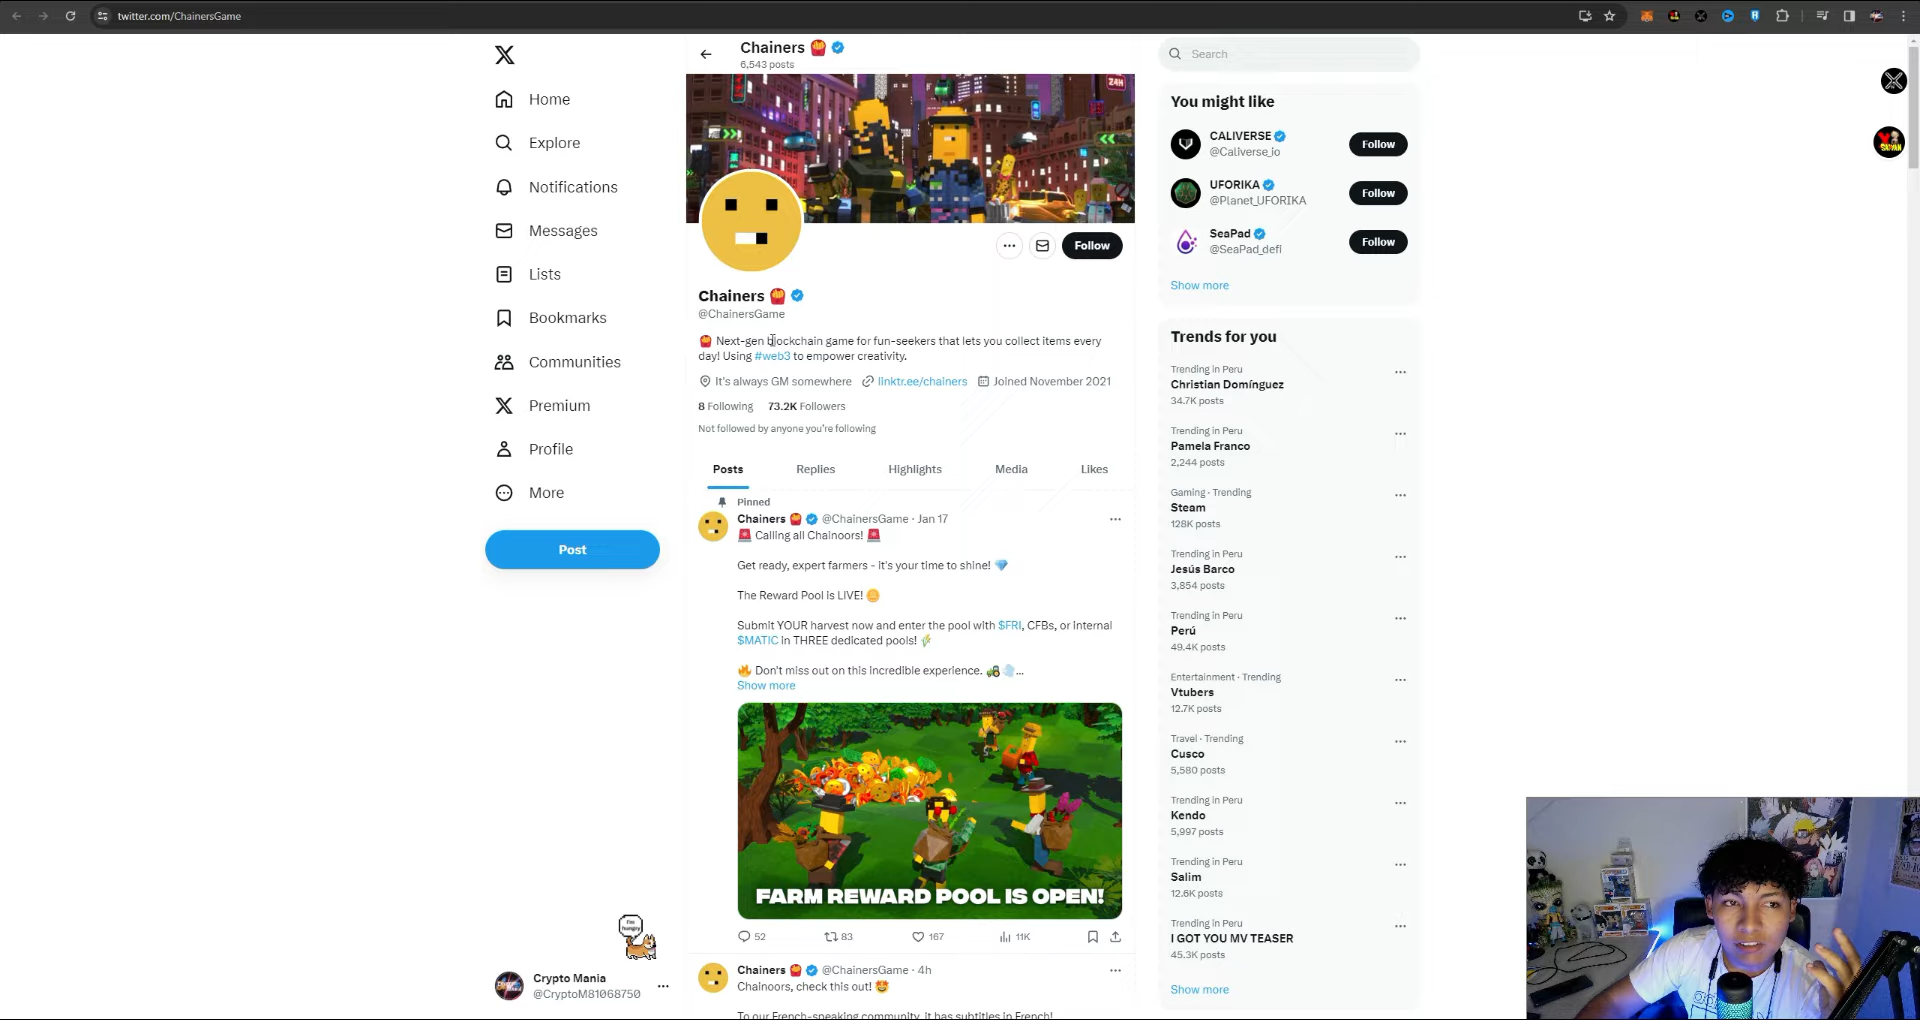 twitter.com/ChainersGame
Home
Explore
Notifications
Messages
Lists
Bookmarks
Communities
Premium
Profile
More
Post
Crypto Mania
@CryptoM81068750
I'm
hungry
Chainers
6,543 posts
24H
Follow
Chainers
@ChainersGame
Next-gen blockchain game for fun-seekers that lets you collect items every
day! Using #web3 to empower creativity.
It's always GM somewhere linktr.ee/chainers Joined November 2021
8 Following 73.2K Followers
Not followed by anyone you're following
Posts Replies Highlights Media Likes
Pinned
Chainers @ChainersGame · Jan 17
Calling all Chainoors!
Get ready, expert farmers - it's your time to shine!
The Reward Pool is LIVE!
Submit YOUR harvest now and enter the pool with $FRI, CFBs, or internal
$MATIC in THREE dedicated pools!
Don't miss out on this incredible experience. ...
Show more
FARM REWARD POOL IS OPEN!
52 83 167 11K
Chainers @ChainersGame · 4h
Chainoors, check this out!
To our French-speaking community, it has subtitles in French!
Search
You might like
CALIVERSE
@Caliverse_io
Follow
UFORIKA
@Planet_UFORIKA
Follow
SeaPad
@SeaPad_defi
Follow
Show more
Trends for you
Trending in Peru
Christian Domínguez
34.7K posts
Trending in Peru
Pamela Franco
2,244 posts
Gaming · Trending
Steam
128K posts
Trending in Peru
Jesús Barco
3,854 posts
Trending in Peru
Perú
49.4K posts
Entertainment · Trending
Vtubers
12.7K posts
Travel · Trending
Cusco
5,580 posts
Trending in Peru
Kendo
5,997 posts
Trending in Peru
Salim
12.6K posts
Trending in Peru
I GOT YOU MV TEASER
45.3K posts
Show more